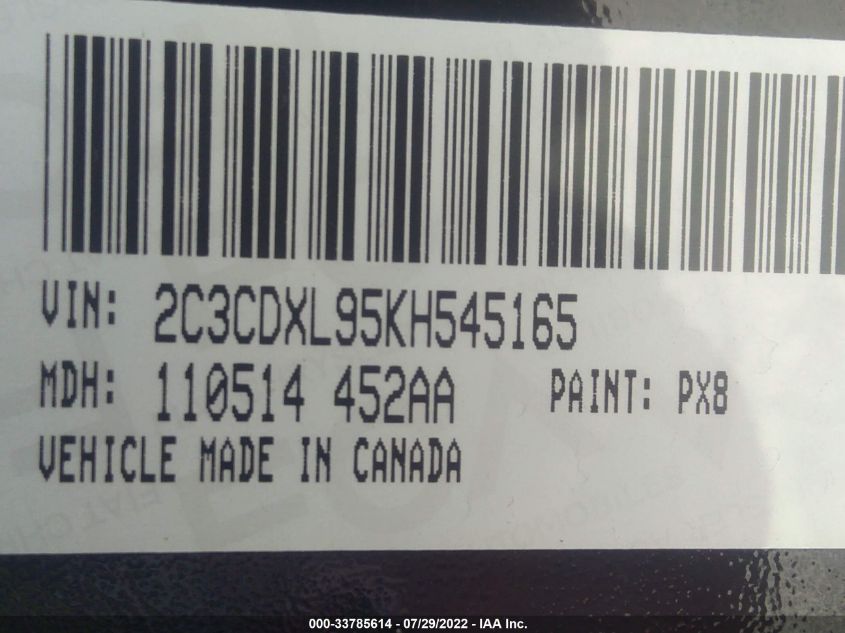 VIN: 2C3CDXL95KH545165
MDH: 110514 452AA PAINT: PX8
VEHICLE MADE IN CANADA
000-33785614 - 07/29/2022 - IAA Inc.